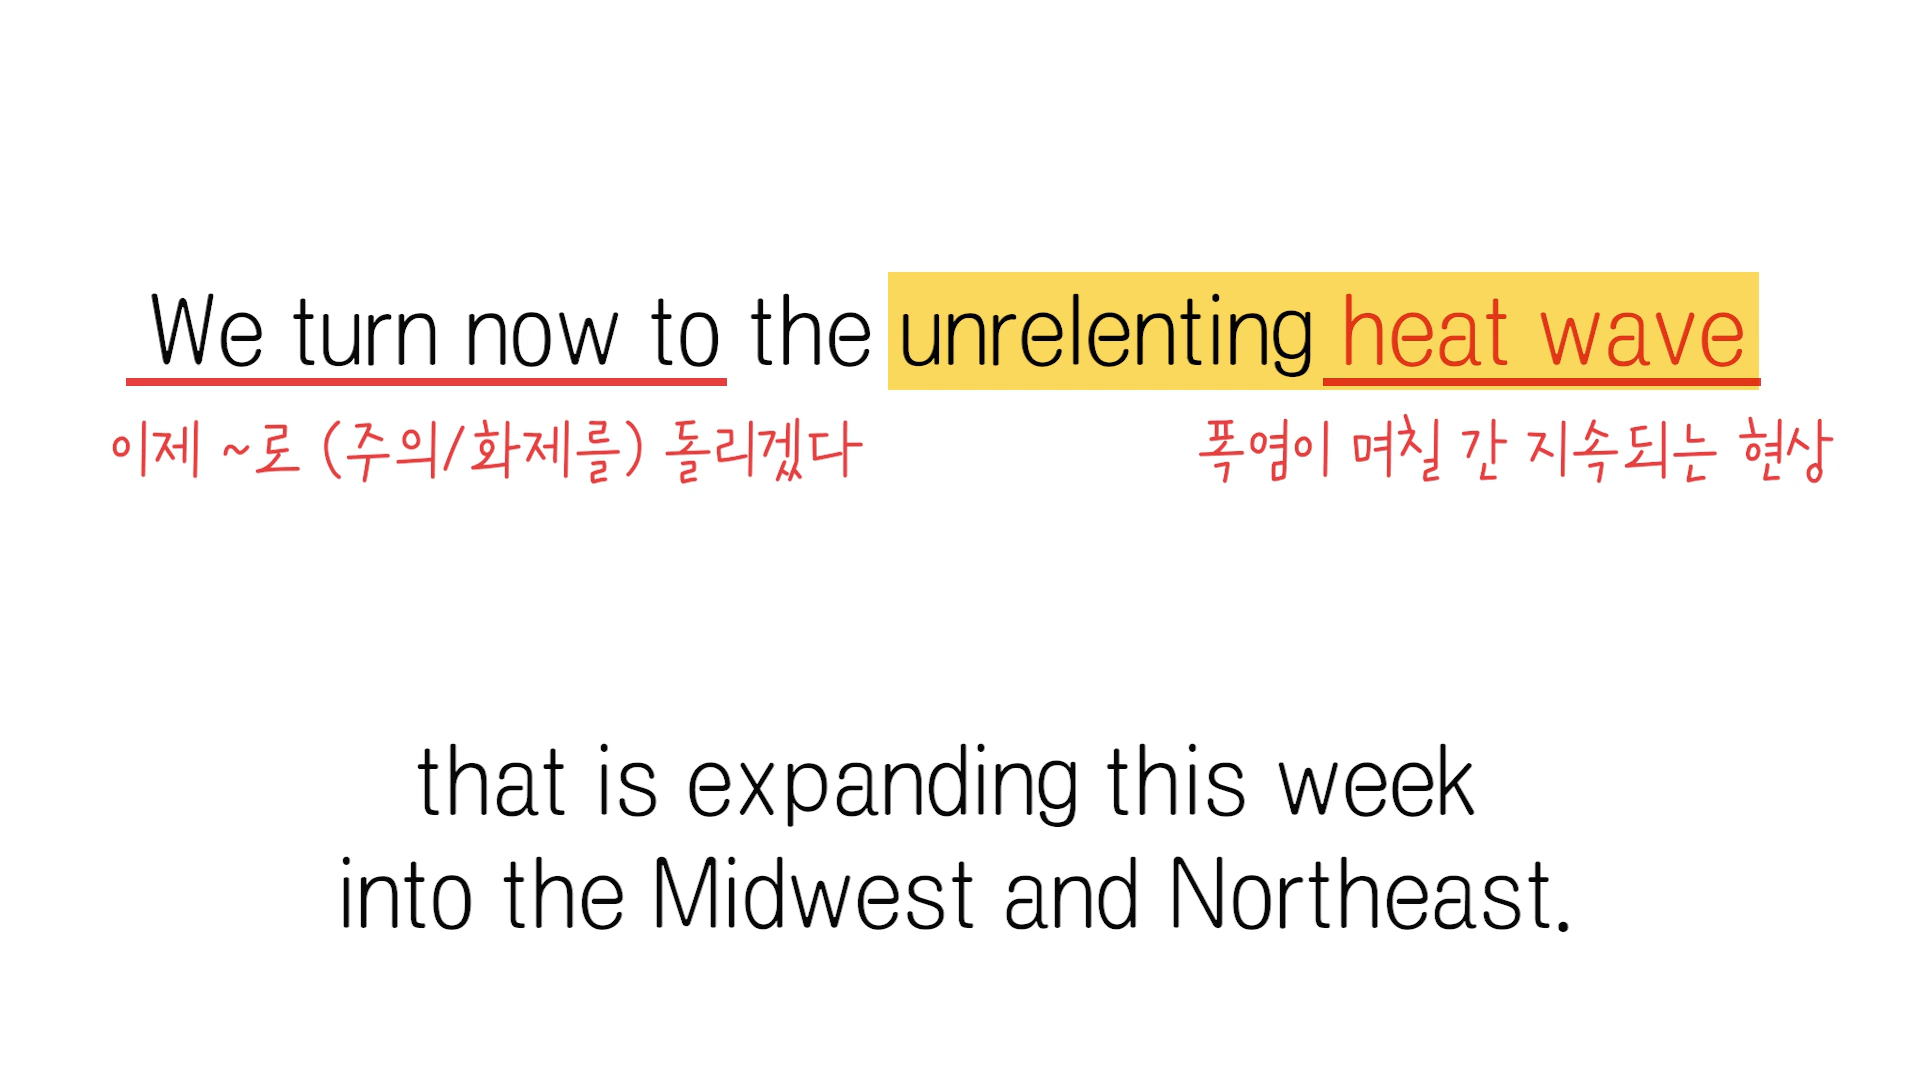 We turn now to the unrelenting heat wave
이제 ~로 (주의/화제를) 돌리겠다 폭염이 며칠 간 지속되는 현상
that is expanding this week
into the Midwest and Northeast.